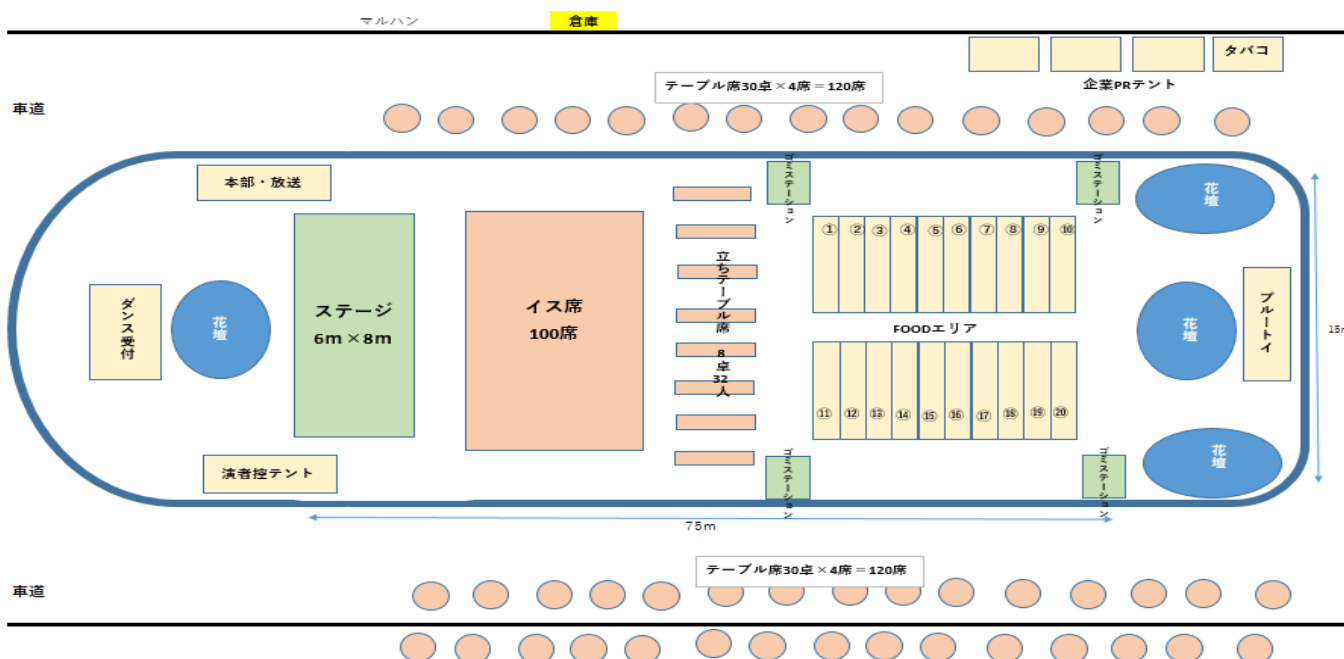 マルハン
倉庫
タバコ
企業PRテント
テーブル席30卓×4席＝120席
車道
本部・放送
ゴミステーション
ゴミステーション
花壇
①
②
③
④
⑤
⑥
⑦
⑧
⑨
⑩
ダンス受付
花壇
ステージ
6m×8m
イス席
100席
立ちテーブル席 8卓32人
FOODエリア
花壇
ブルートイ
15m
⑪
⑫
⑬
⑭
⑮
⑯
⑰
⑱
⑲
⑳
演者控テント
ゴミステーション
ゴミステーション
花壇
75m
テーブル席30卓×4席＝120席
車道